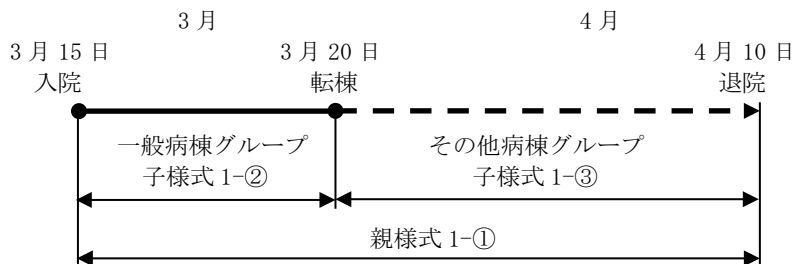 3月 4月
3月15日 3月20日 4月10日
入院 転棟 退院
一般病棟グループ その他病棟グループ
子様式1-② 子様式1-③
親様式1-①